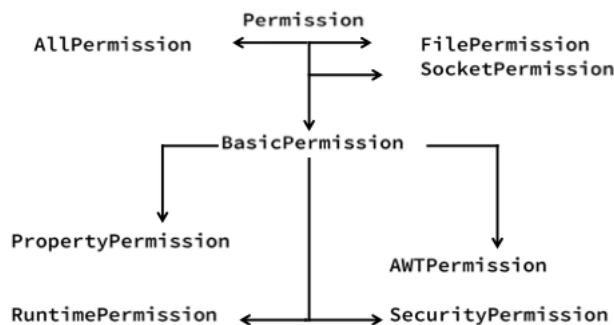 Permission
AllPermission
FilePermission
SocketPermission
BasicPermission
PropertyPermission
AWTPermission
RuntimePermission
SecurityPermission